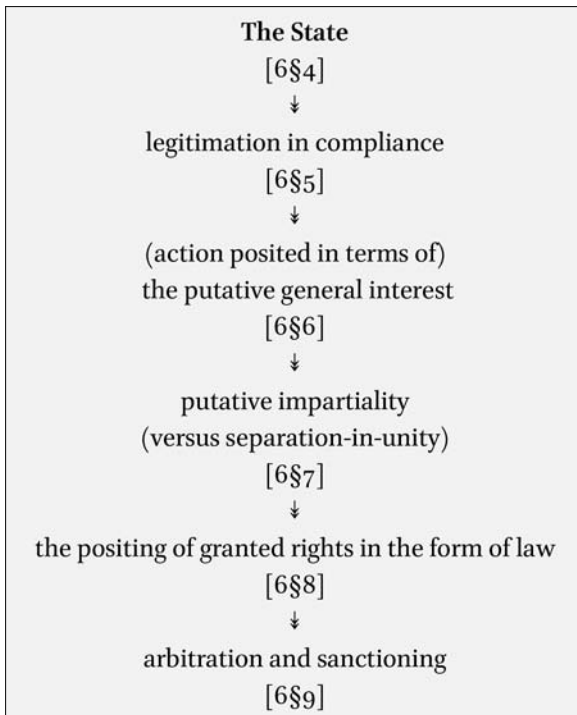 The State
[6§4]
↡
legitimation in compliance
[6§5]
↡
(action posited in terms of)
the putative general interest
[6§6]
↡
putative impartiality
(versus separation-in-unity)
[6§7]
↡
the positing of granted rights in the form of law
[6§8]
↡
arbitration and sanctioning
[6§9]